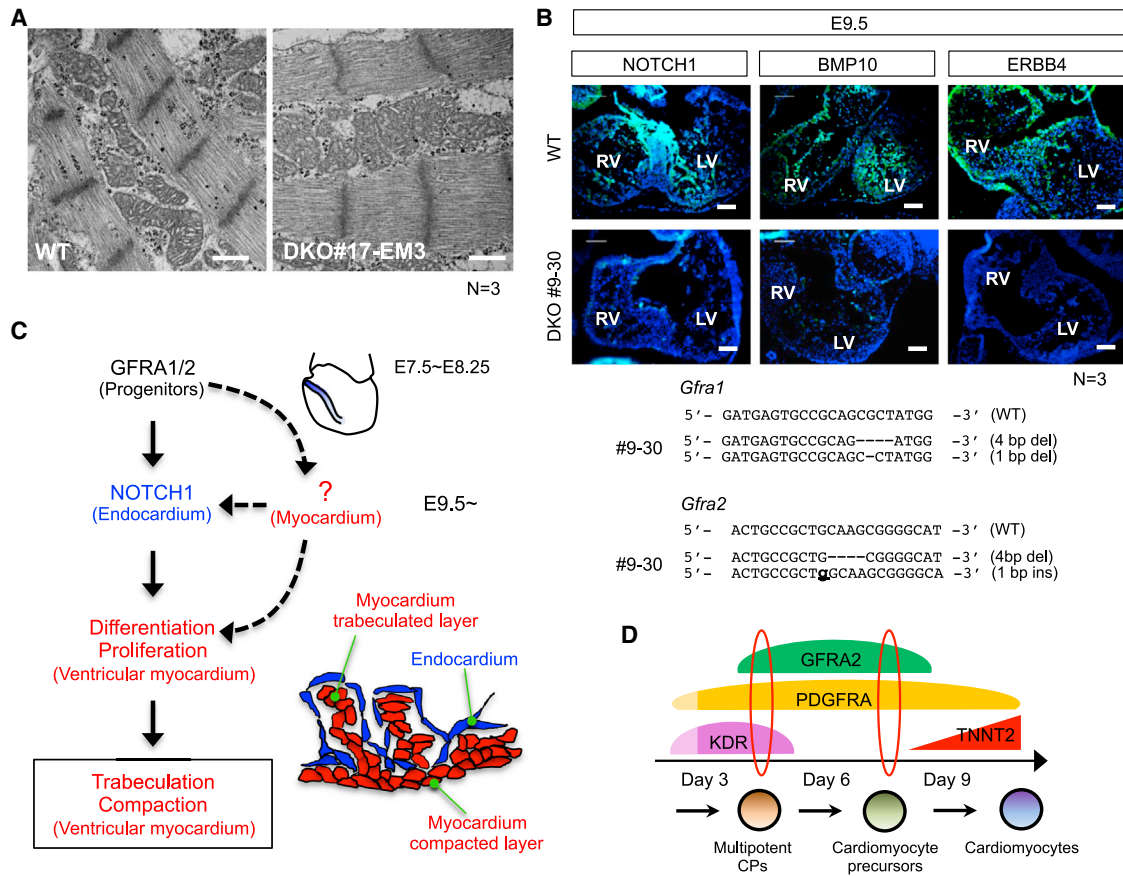 A
WT
DKO#17-EM3
N=3
B
E9.5
NOTCH1
BMP10
ERBB4
WT
RV
LV
RV
LV
RV
LV
DKO #9-30
RV
LV
RV
LV
RV
LV
N=3
Gfra1
5′– GATGAGTGCCGCAGCGCTATGG –3′ (WT)
#9-30
5′– GATGAGTGCCGCAG----ATGG –3′ (4 bp del)
5′– GATGAGTGCCGCAGC-CTATGG –3′ (1 bp del)
Gfra2
5′– ACTGCCGCTGCAAGCGGGGCAT –3′ (WT)
#9-30
5′– ACTGCCGCTG----CGGGGCAT –3′ (4bp del)
5′– ACTGCCGCTgGCAAGCGGGGCA –3′ (1 bp ins)
C
GFRA1/2
(Progenitors)
E7.5~E8.25
NOTCH1
(Endocardium)
?
(Myocardium)
E9.5~
Differentiation
Proliferation
(Ventricular myocardium)
Trabeculation
Compaction
(Ventricular myocardium)
Myocardium
trabeculated layer
Endocardium
Myocardium
compacted layer
D
GFRA2
PDGFRA
KDR
TNNT2
Day 3
Day 6
Day 9
Multipotent
CPs
Cardiomyocyte
precursors
Cardiomyocytes